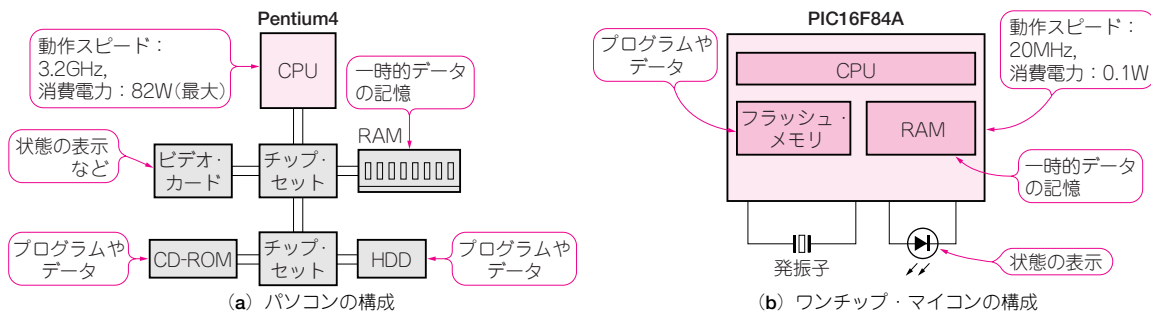 Pentium4
動作スピード：
3.2GHz,
消費電力：82W(最大)
CPU
一時的データ
の記憶
RAM
状態の表示
など
ビデオ・
カード
チップ・
セット
プログラムや
データ
CD-ROM
チップ・
セット
HDD
プログラムや
データ
(a) パソコンの構成
PIC16F84A
プログラムや
データ
CPU
動作スピード：
20MHz,
消費電力：0.1W
フラッシュ・
メモリ
RAM
一時的データ
の記憶
発振子
状態の表示
(b) ワンチップ・マイコンの構成